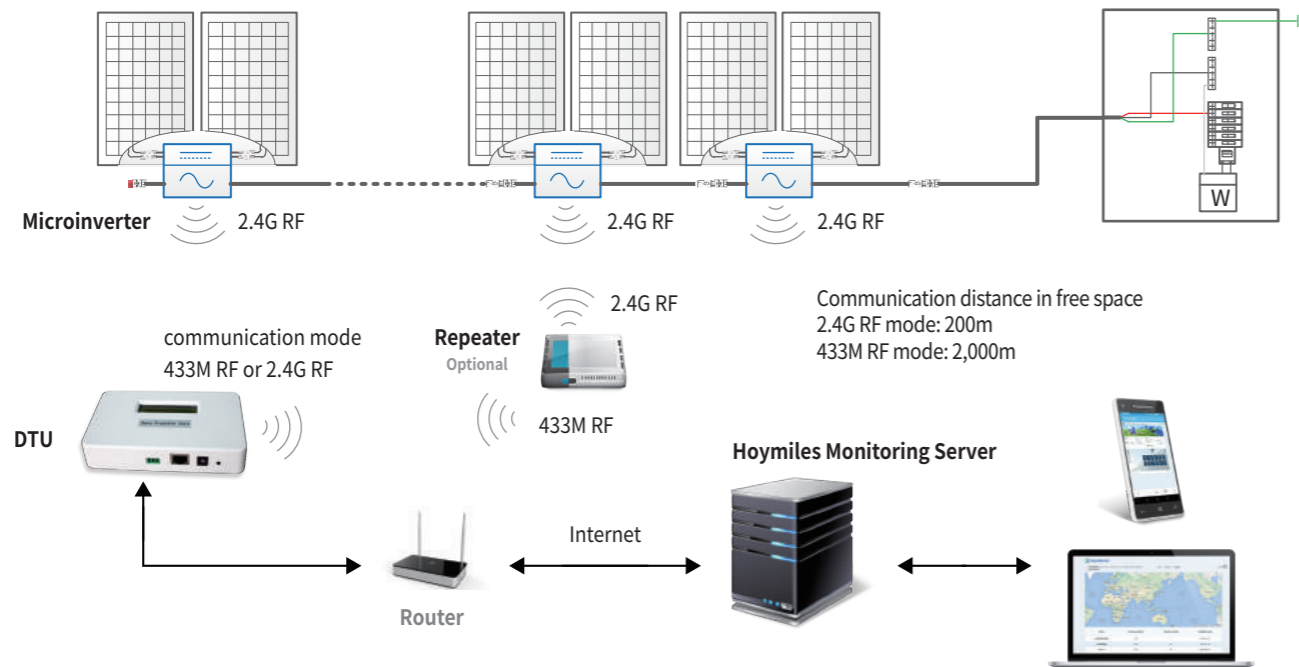 W
Microinverter
2.4G RF
2.4G RF
2.4G RF
2.4G RF
Communication distance in free space
2.4G RF mode: 200m
433M RF mode: 2,000m
communication mode
433M RF or 2.4G RF
Repeater
Optional
433M RF
DTU
Hoymiles Monitoring Server
Internet
Router